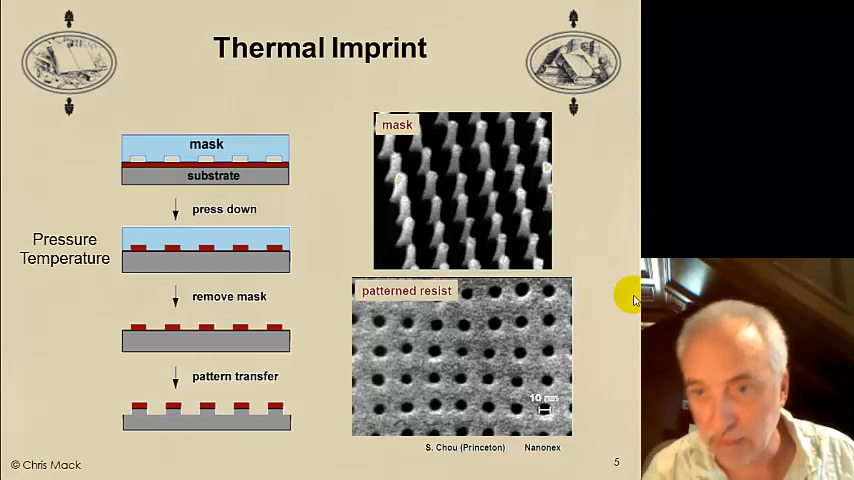 Thermal Imprint
mask
substrate
press down
Pressure
Temperature
remove mask
pattern transfer
mask
patterned resist
10 nm
S. Chou (Princeton) Nanonex
© Chris Mack
5